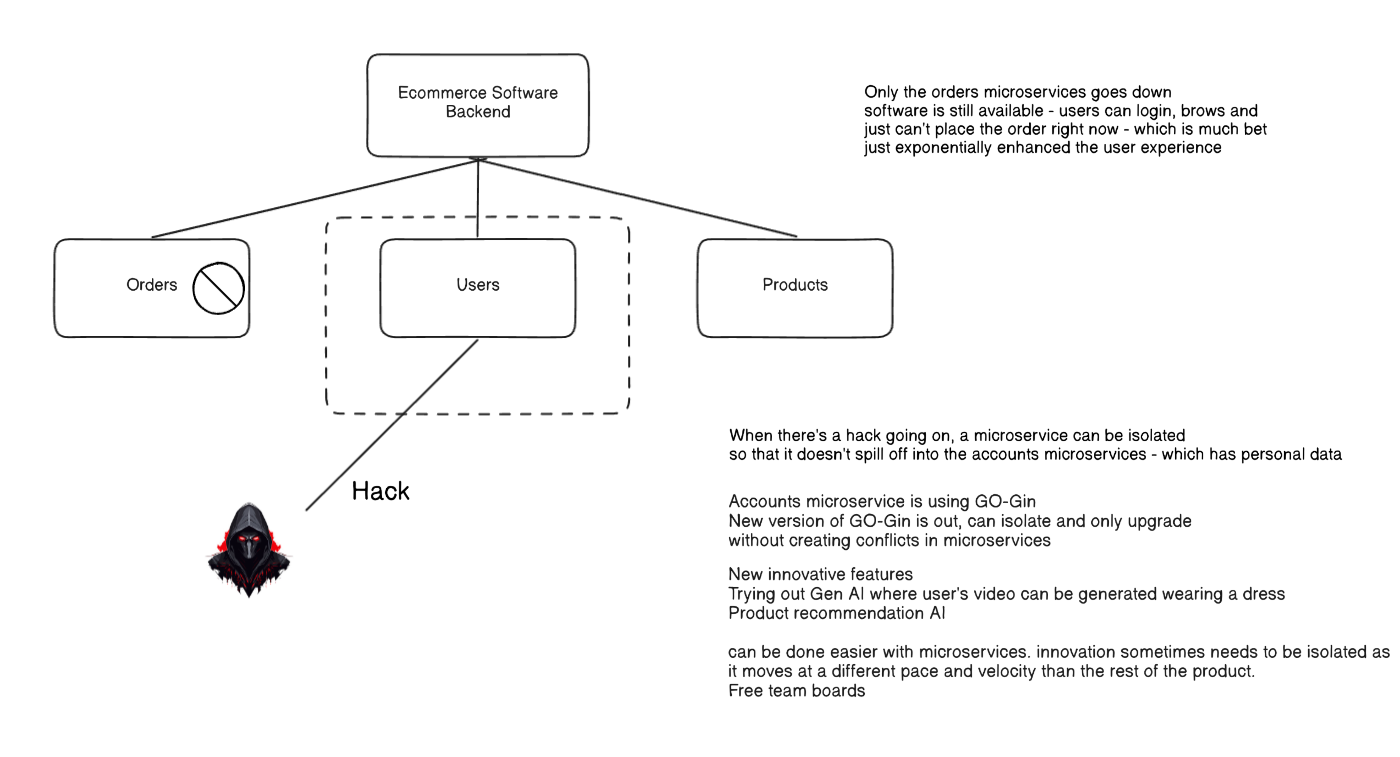 Ecommerce Software
Backend
Only the orders microservices goes down
software is still available - users can login, brows and
just can't place the order right now - which is much bet
just exponentially enhanced the user experience
Orders
Users
Products
When there's a hack going on, a microservice can be isolated
so that it doesn't spill off into the accounts microservices - which has personal data
Hack
Accounts microservice is using GO-Gin
New version of GO-Gin is out, can isolate and only upgrade
without creating conflicts in microservices
New innovative features
Trying out Gen AI where user's video can be generated wearing a dress
Product recommendation AI
can be done easier with microservices. innovation sometimes needs to be isolated as
it moves at a different pace and velocity than the rest of the product.
Free team boards